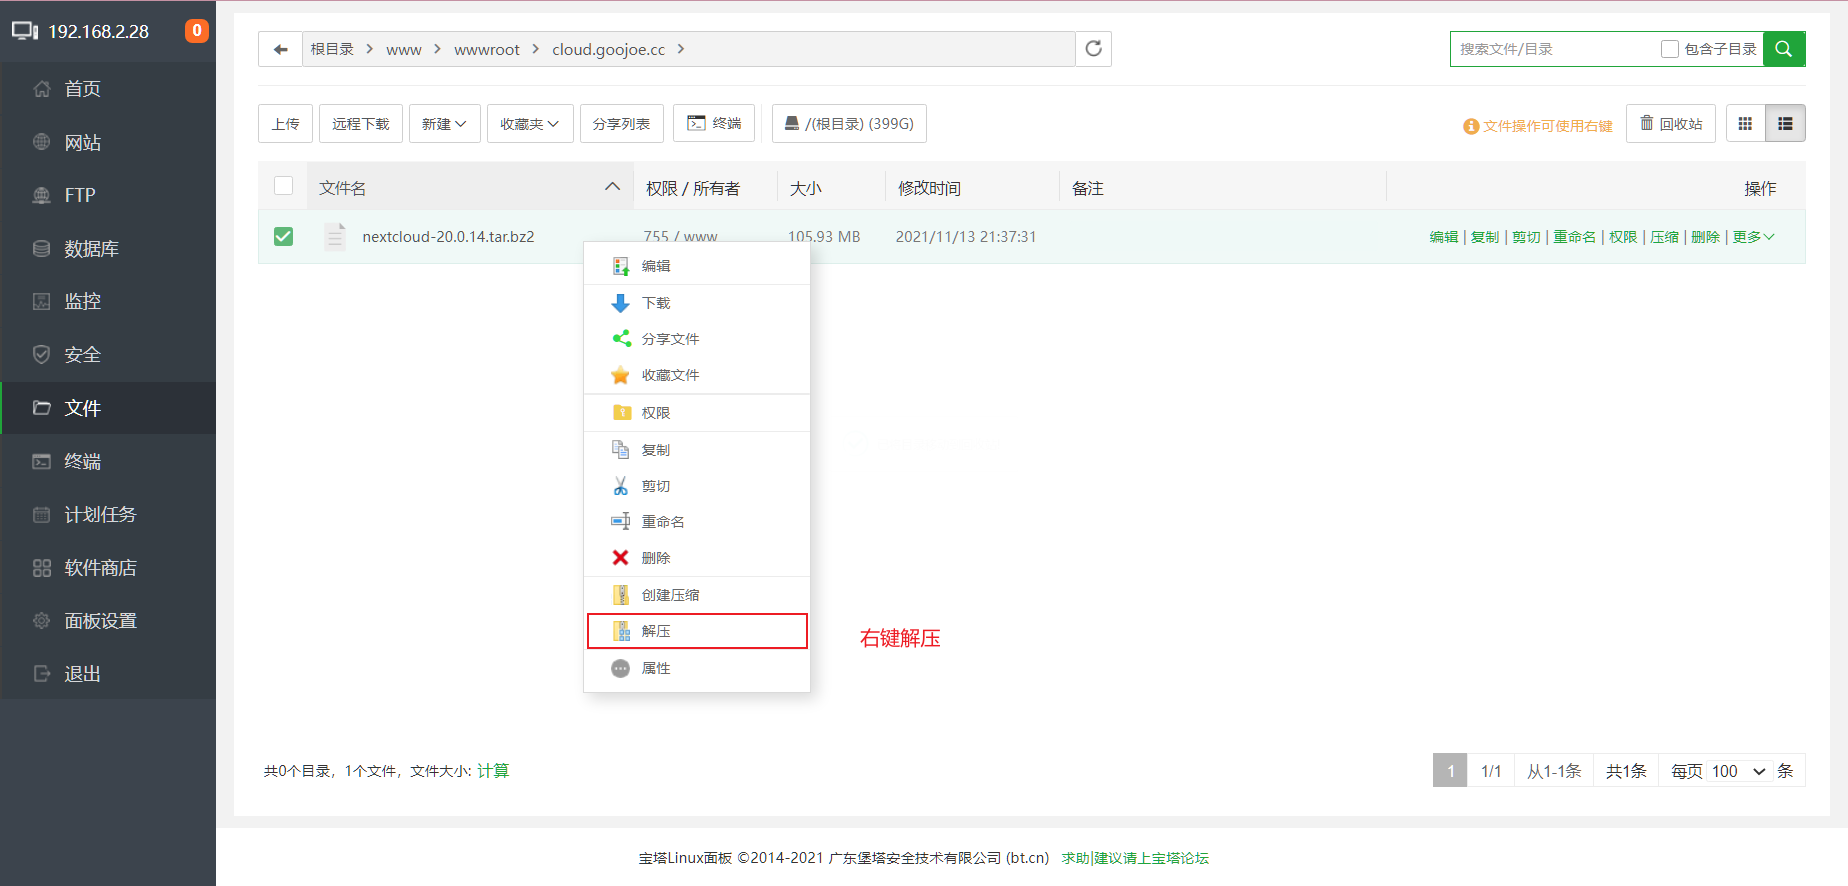 192.168.2.28 0
首页
网站
FTP
数据库
监控
安全
文件
终端
计划任务
软件商店
面板设置
退出
根目录 > www > wwwroot > cloud.goojoe.cc >
搜索文件/目录 包含子目录
上传 远程下载 新建 收藏夹 分享列表 终端 /(根目录) (399G)
文件操作可使用右键 回收站
文件名 权限 / 所有者 大小 修改时间 备注 操作
nextcloud-20.0.14.tar.bz2 755 / www 105.93 MB 2021/11/13 21:37:31 编辑 | 复制 | 剪切 | 重命名 | 权限 | 压缩 | 删除 | 更多
编辑
下载
分享文件
收藏文件
权限
复制
剪切
重命名
删除
创建压缩
解压
属性
右键解压
共0个目录，1个文件，文件大小: 计算
1 1/1 从1-1条 共1条 每页 100 条
宝塔Linux面板 ©2014-2021 广东堡塔安全技术有限公司 (bt.cn) 求助|建议请上宝塔论坛